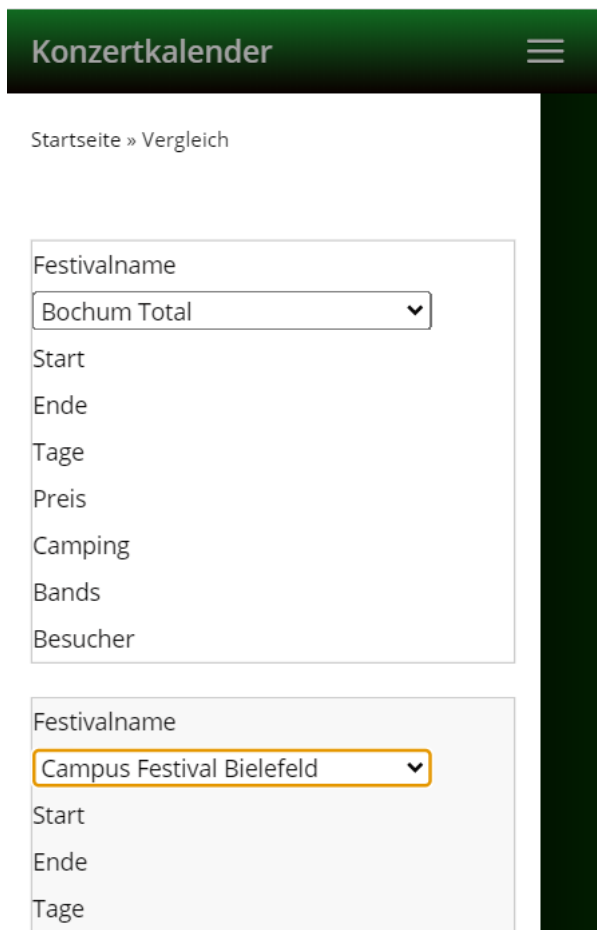 Konzertkalender
Startseite » Vergleich
Festivalname
Bochum Total
Start
Ende
Tage
Preis
Camping
Bands
Besucher
Festivalname
Campus Festival Bielefeld
Start
Ende
Tage